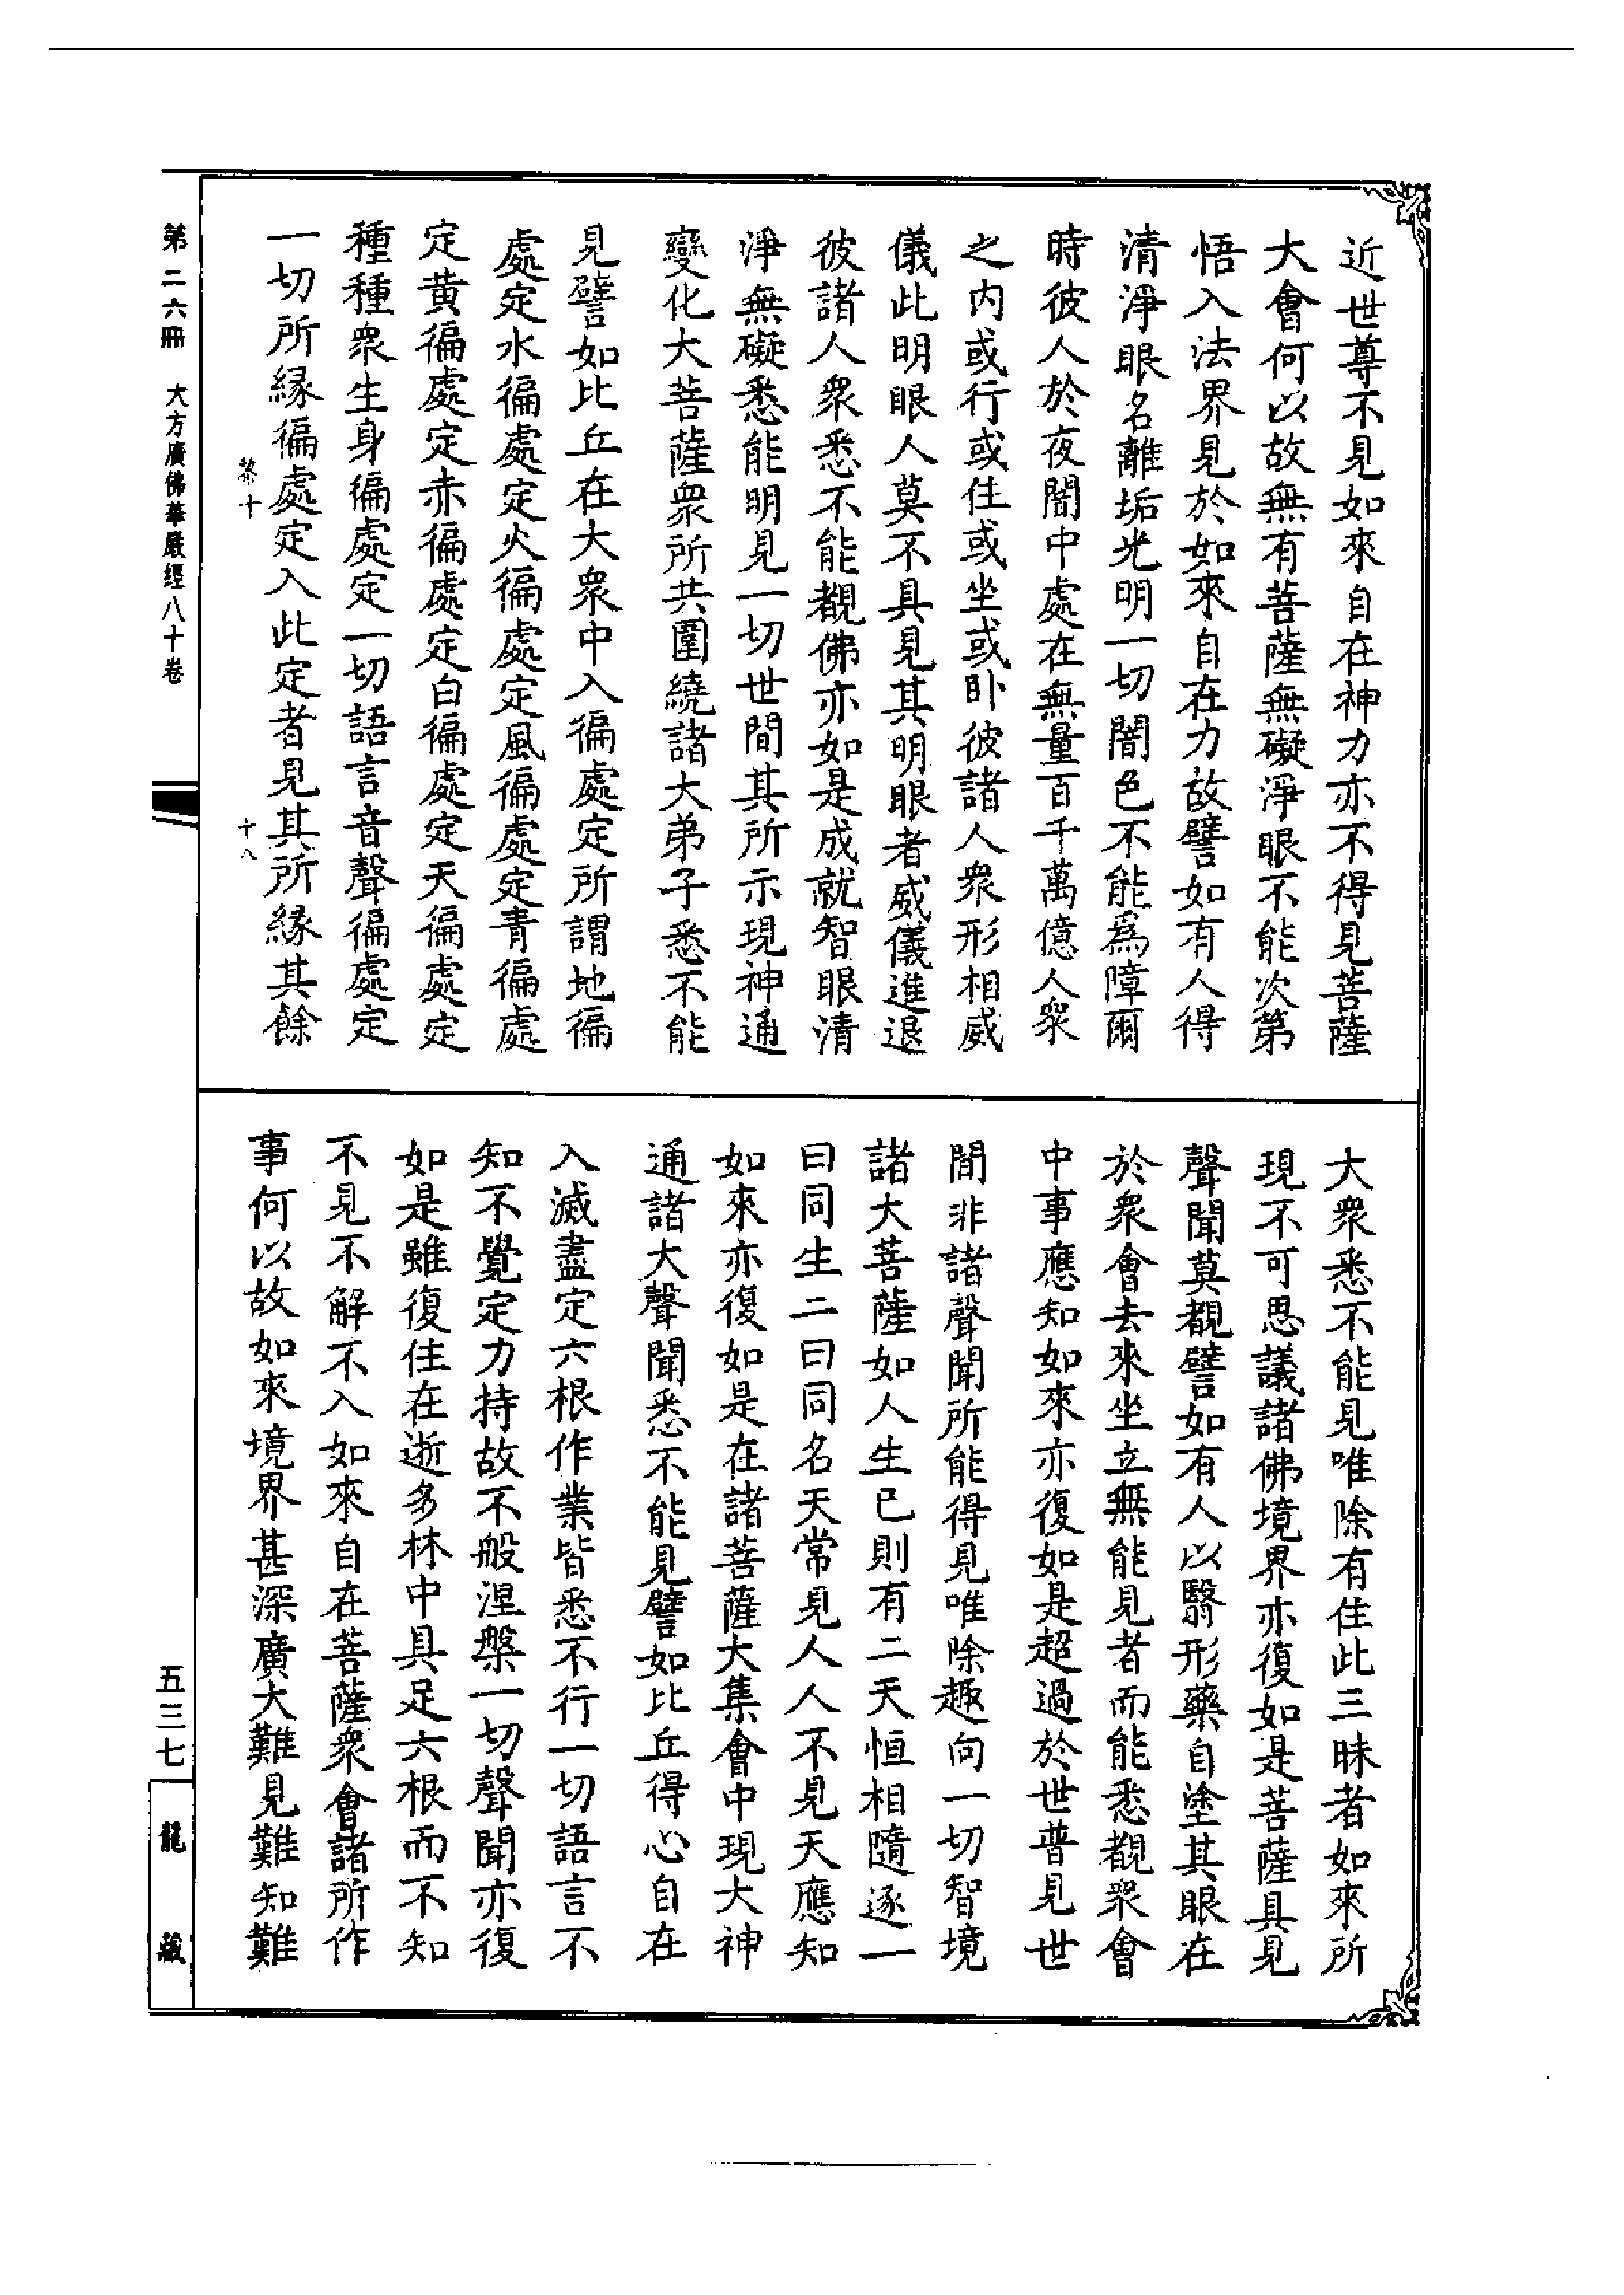 近世尊不見如來自在神力亦不得見菩薩
大會何以故無有菩薩無礙淨眼不能次第
悟入法界見於如來自在力故譬如有人得
清淨眼名離垢光明一切闇色不能爲障爾
時彼人於夜闇中處在無量百千萬億人衆
之内或行或住或坐或卧彼諸人衆形相威
儀此明眼人莫不具見其明眼者威儀進退
彼諸人衆悉不能覩佛亦如是成就智眼清
淨無礙悉能明見一切世間其所示現神通
變化大菩薩衆所共圍繞諸大弟子悉不能
見譬如比丘在大衆中入徧處定所謂地徧
處定水徧處定火徧處定風徧處定青徧處
定黄徧處定赤徧處定白徧處定天徧處定
種種衆生身徧處定一切語言音聲徧處定
一切所緣徧處定入此定者見其所緣其餘
大衆悉不能見唯除有住此三昧者如來所
現不可思議諸佛境界亦復如是菩薩具見
聲聞莫覩譬如有人以翳形藥自塗其眼在
於衆會去來坐立無能見者而能悉覩衆會
中事應知如來亦復如是超過於世普見世
間非諸聲聞所能得見唯除趣向一切智境
諸大菩薩如人生已則有二天恒相隨逐一
曰同生二曰同名天常見人人不見天應知
如來亦復如是在諸菩薩大集會中現大神
通諸大聲聞悉不能見譬如比丘得心自在
入滅盡定六根作業皆悉不行一切語言不
知不覺定力持故不般涅槃一切聲聞亦復
如是雖復住在逝多林中具足六根而不知
不見不解不入如來自在菩薩衆會諸所作
事何以故如來境界甚深廣大難見難知難
黎十
十八
第二六冊 大方廣佛華嚴經八十卷
五三七
龍藏